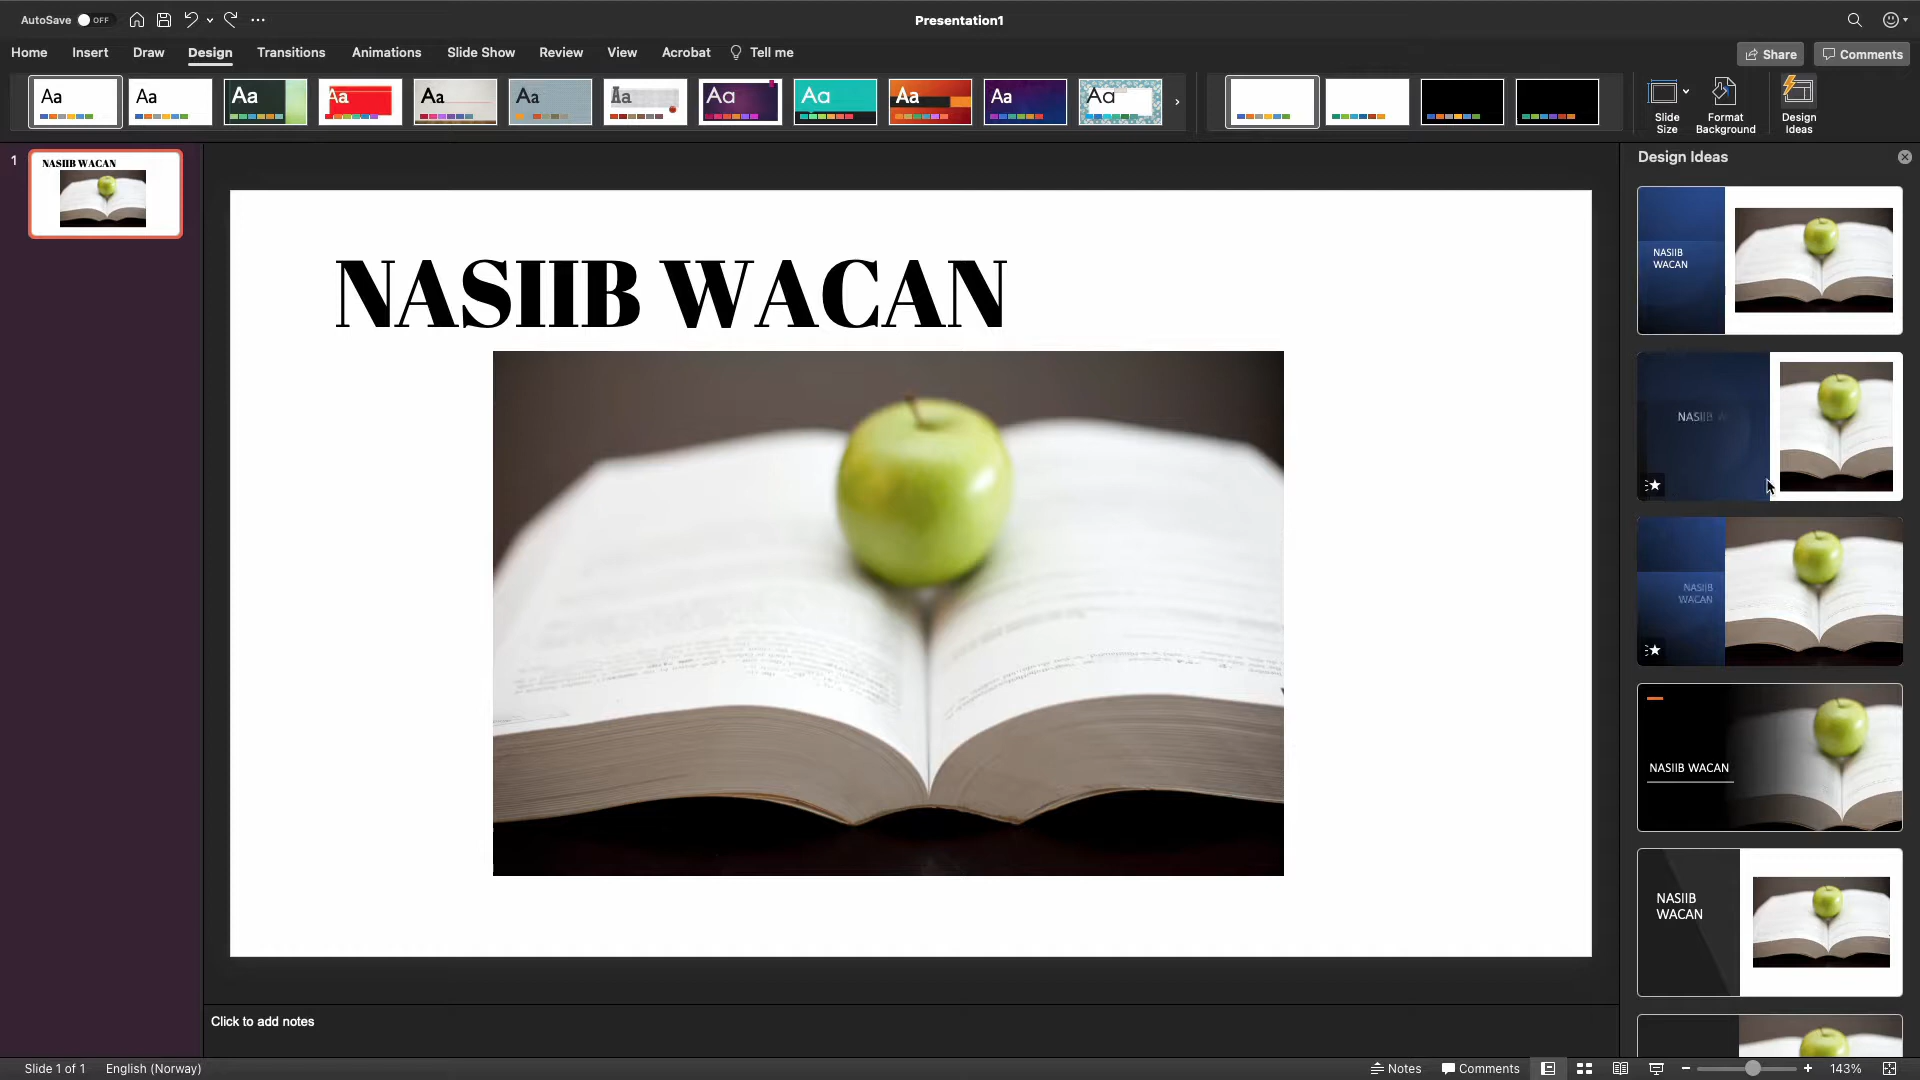 AutoSave OFF
Presentation1
Home Insert Draw Design Transitions Animations Slide Show Review View Acrobat Tell me
Share Comments
Aa Aa Aa Aa Aa Aa Aa Aa Aa Aa Aa Aa
Slide Size
Format Background
Design Ideas
1
NASIIB WACAN
NASIIB WACAN
Design Ideas
NASIIB
WACAN
NASIIB W
NASIIB
WACAN
NASIIB WACAN
NASIIB
WACAN
Click to add notes
Slide 1 of 1 English (Norway) Notes Comments 143%